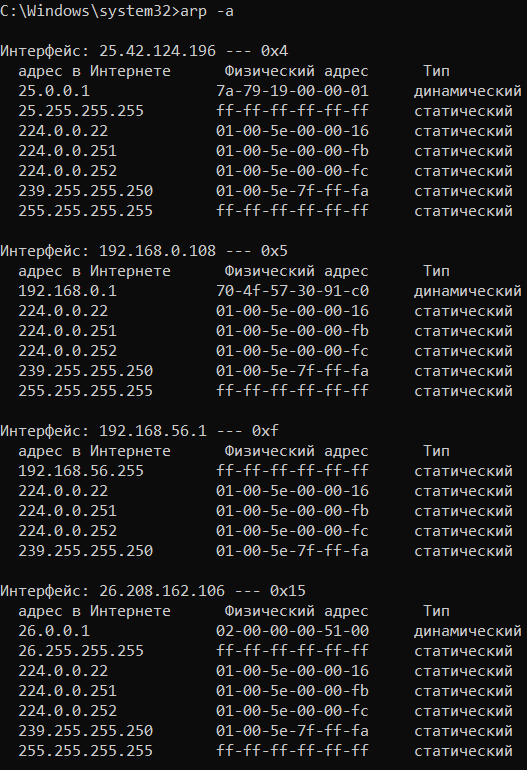 C:\Windows\system32>arp -a
Интерфейс: 25.42.124.196 --- 0x4
адрес в Интернете Физический адрес Тип
25.0.0.1 7a-79-19-00-00-01 динамический
25.255.255.255 ff-ff-ff-ff-ff-ff статический
224.0.0.22 01-00-5e-00-00-16 статический
224.0.0.251 01-00-5e-00-00-fb статический
224.0.0.252 01-00-5e-00-00-fc статический
239.255.255.250 01-00-5e-7f-ff-fa статический
255.255.255.255 ff-ff-ff-ff-ff-ff статический
Интерфейс: 192.168.0.108 --- 0x5
адрес в Интернете Физический адрес Тип
192.168.0.1 70-4f-57-30-91-c0 динамический
224.0.0.22 01-00-5e-00-00-16 статический
224.0.0.251 01-00-5e-00-00-fb статический
224.0.0.252 01-00-5e-00-00-fc статический
239.255.255.250 01-00-5e-7f-ff-fa статический
255.255.255.255 ff-ff-ff-ff-ff-ff статический
Интерфейс: 192.168.56.1 --- 0xf
адрес в Интернете Физический адрес Тип
192.168.56.255 ff-ff-ff-ff-ff-ff статический
224.0.0.22 01-00-5e-00-00-16 статический
224.0.0.251 01-00-5e-00-00-fb статический
224.0.0.252 01-00-5e-00-00-fc статический
239.255.255.250 01-00-5e-7f-ff-fa статический
Интерфейс: 26.208.162.106 --- 0x15
адрес в Интернете Физический адрес Тип
26.0.0.1 02-00-00-00-51-00 динамический
26.255.255.255 ff-ff-ff-ff-ff-ff статический
224.0.0.22 01-00-5e-00-00-16 статический
224.0.0.251 01-00-5e-00-00-fb статический
224.0.0.252 01-00-5e-00-00-fc статический
239.255.255.250 01-00-5e-7f-ff-fa статический
255.255.255.255 ff-ff-ff-ff-ff-ff статический